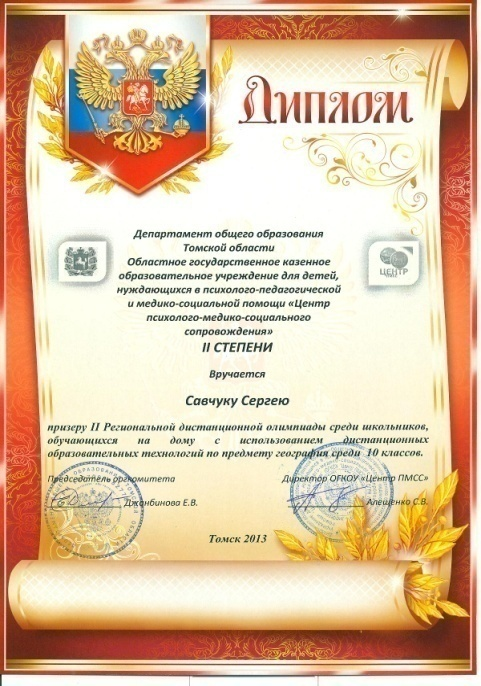 Диплом
Департамент общего образования
Томской области
Областное государственное казенное
образовательное учреждение для детей,
нуждающихся в психолого-педагогической
и медико-социальной помощи «Центр
психолого-медико-социального
сопровождения»
ЦЕНТР
II СТЕПЕНИ
Вручается
Савчуку Сергею
призеру II Региональной дистанционной олимпиады среди школьников,
обучающихся на дому с использованием дистанционных
образовательных технологий по предмету география среди 10 классов.
Председатель оргкомитета
Директор ОГКОУ «Центр ПМСС»
Джанбинова Е.В.
Алещенко С.В.
Томск 2013